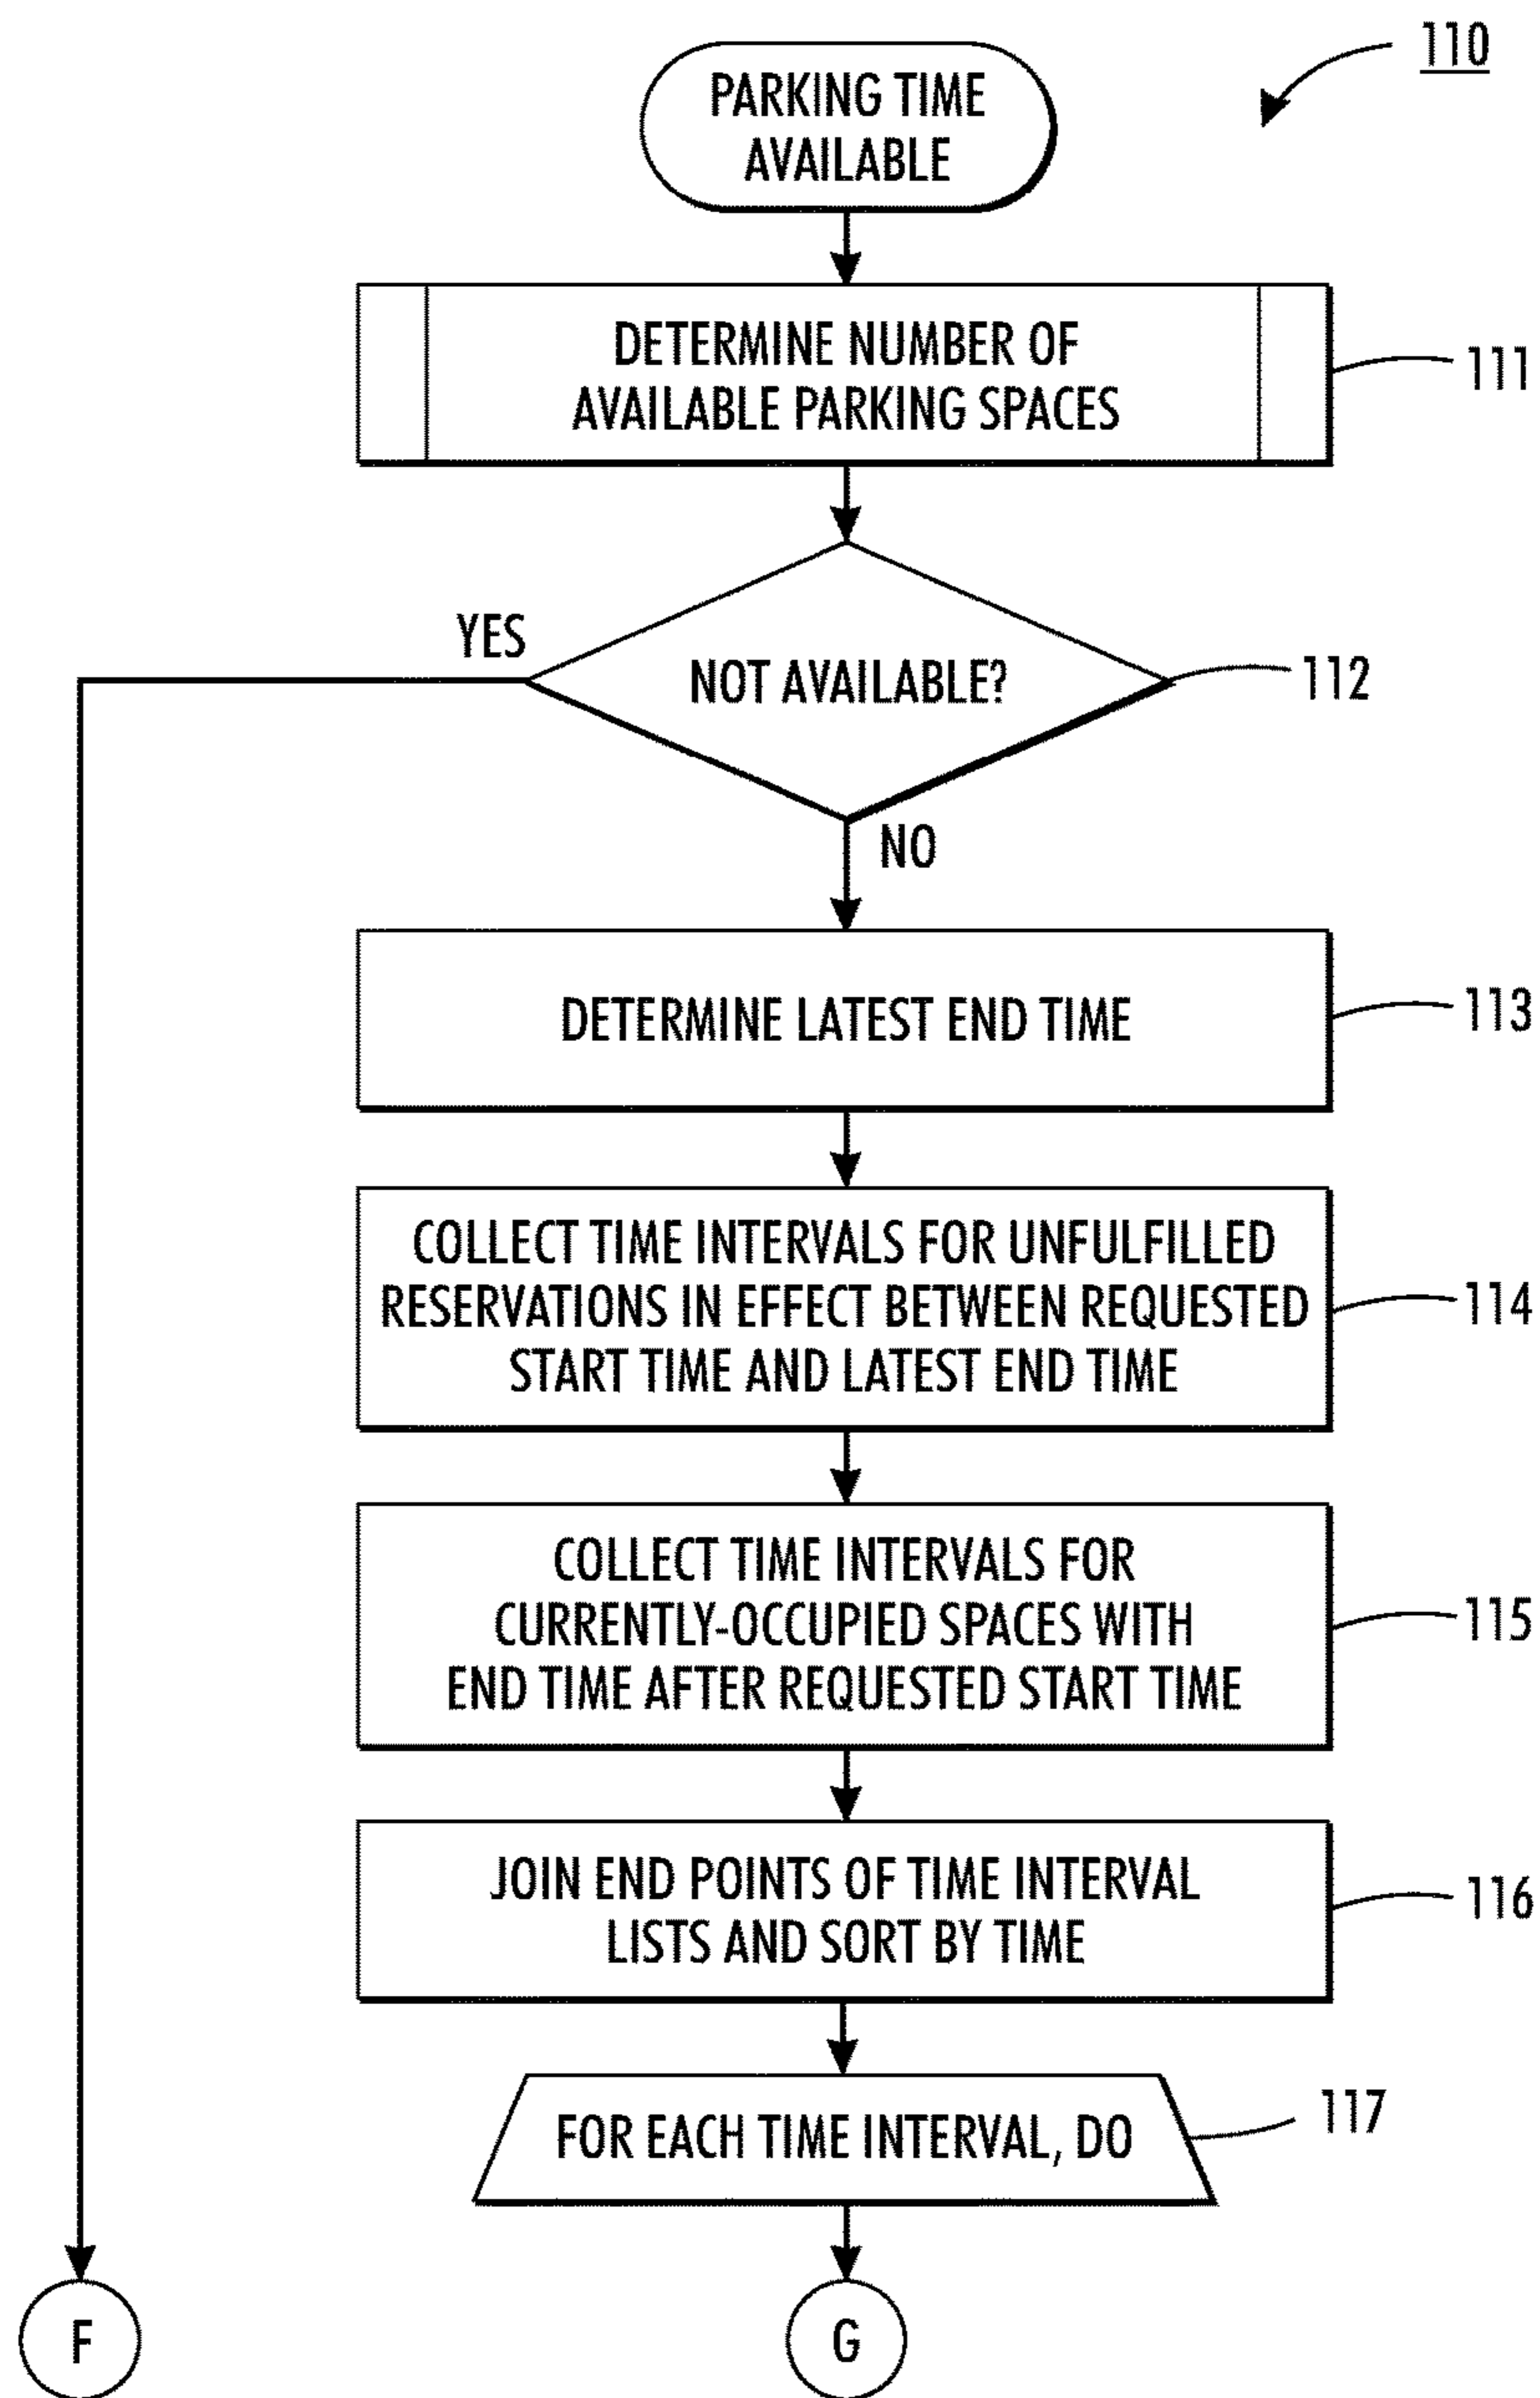 110
PARKING TIME
AVAILABLE
DETERMINE NUMBER OF
AVAILABLE PARKING SPACES
111
YES
NOT AVAILABLE?
112
NO
DETERMINE LATEST END TIME
113
COLLECT TIME INTERVALS FOR UNFULFILLED
RESERVATIONS IN EFFECT BETWEEN REQUESTED
START TIME AND LATEST END TIME
114
COLLECT TIME INTERVALS FOR
CURRENTLY-OCCUPIED SPACES WITH
END TIME AFTER REQUESTED START TIME
115
JOIN END POINTS OF TIME INTERVAL
LISTS AND SORT BY TIME
116
FOR EACH TIME INTERVAL, DO
117
F
G